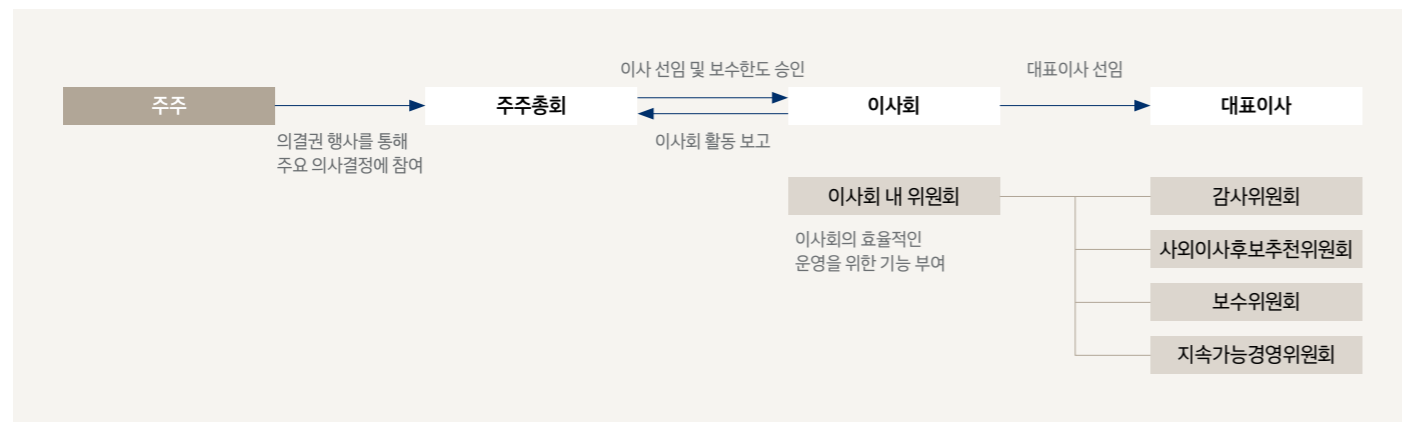 이사 선임 및 보수한도 승인
대표이사 선임
주주
주주총회
이사회
대표이사
의결권 행사를 통해
주요 의사결정에 참여
이사회 활동 보고
이사회 내 위원회
감사위원회
이사회의 효율적인
운영을 위한 기능 부여
사외이사후보추천위원회
보수위원회
지속가능경영위원회